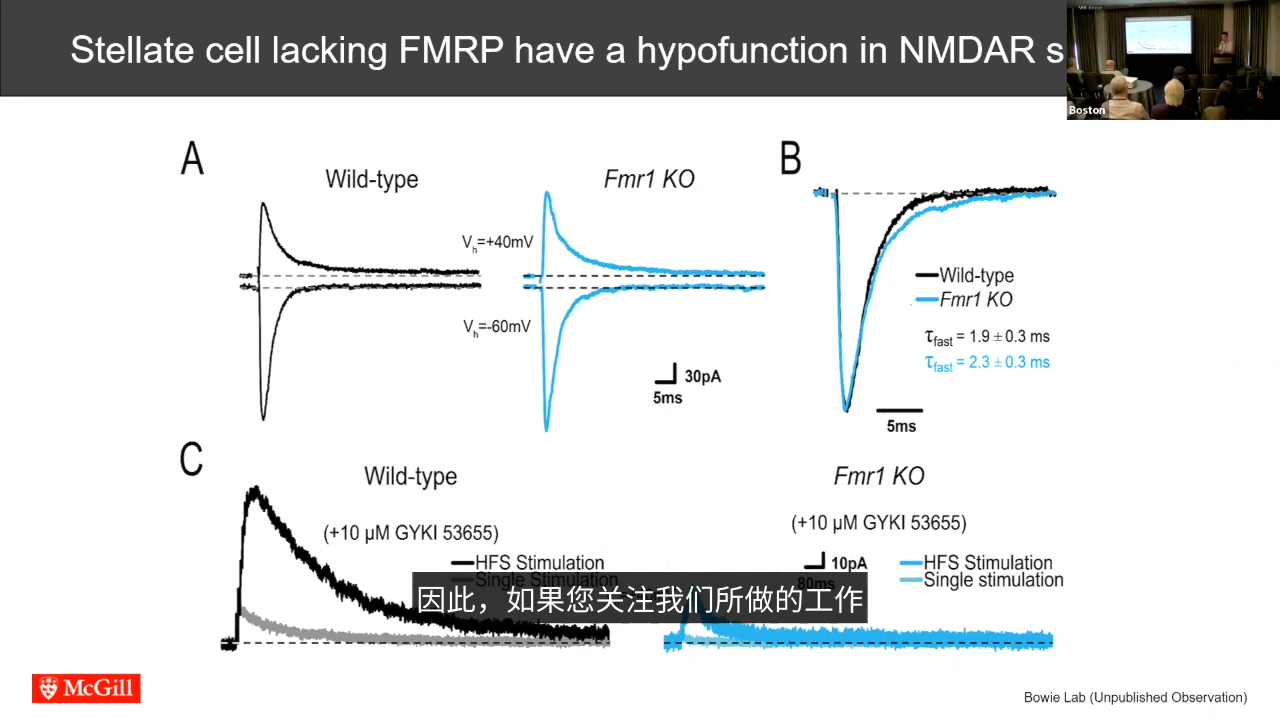 Stellate cell lacking FMRP have a hypofunction in NMDAR s
Boston
A
Wild-type
Fmr1 KO
Vh=+40mV
Vh=-60mV
30pA
5ms
B
Wild-type
Fmr1 KO
τfast = 1.9 ± 0.3 ms
τfast = 2.3 ± 0.3 ms
5ms
C
Wild-type
(+10 µM GYKI 53655)
HFS Stimulation
Single Stimulation
Fmr1 KO
(+10 µM GYKI 53655)
10pA
80ms
HFS Stimulation
Single stimulation
因此，如果您关注我们所做的工作
McGill
Bowie Lab (Unpublished Observation)